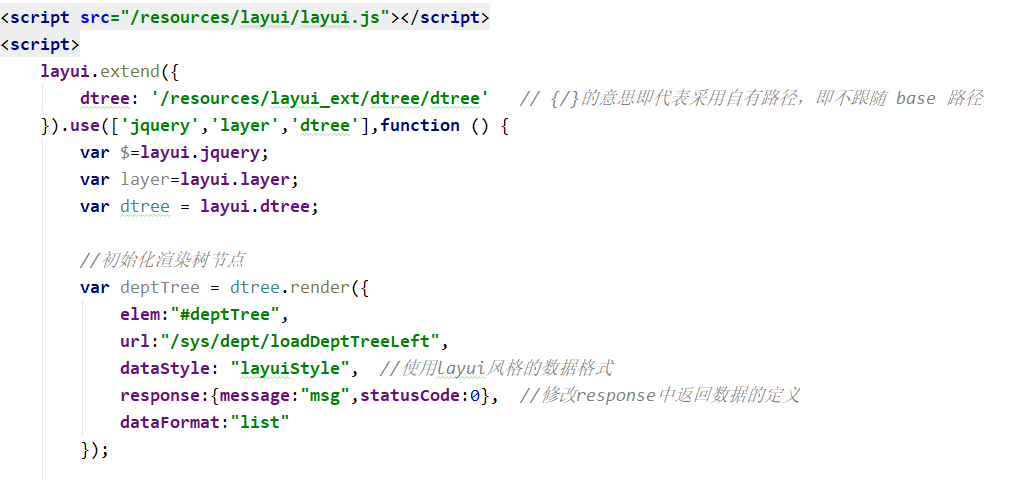 <script src="/resources/layui/layui.js"></script>
<script>
    layui.extend({
        dtree: '/resources/layui_ext/dtree/dtree'   // {/}的意思即代表采用自有路径，即不跟随 base 路径
    }).use(['jquery','layer','dtree'],function () {
        var $=layui.jquery;
        var layer=layui.layer;
        var dtree = layui.dtree;

        //初始化渲染树节点
        var deptTree = dtree.render({
            elem:"#deptTree",
            url:"/sys/dept/loadDeptTreeLeft",
            dataStyle: "layuiStyle",  //使用layui风格的数据格式
            response:{message:"msg",statusCode:0},  //修改response中返回数据的定义
            dataFormat:"list"
        });